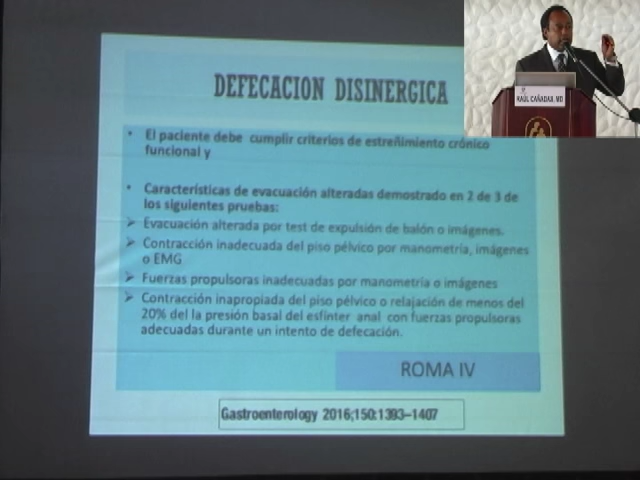 DEFECACION DISINERGICA
RAÚL CAÑADAS, MD
• El paciente debe cumplir criterios de estreñimiento crónico
funcional y
• Características de evacuación alteradas demostrado en 2 de 3 de
los siguientes pruebas:
➢ Evacuación alterada por test de expulsión de balón o imágenes.
➢ Contracción inadecuada del piso pélvico por manometría, imágenes
o EMG
➢ Fuerzas propulsoras inadecuadas por manometria o imágenes
➢ Contracción inapropiada del piso pélvico o relajación de menos del
20% del la presión basal del esfínter anal con fuerzas propulsoras
adecuadas durante un intento de defecación.
ROMA IV
Gastroenterology 2016;150:1393–1407